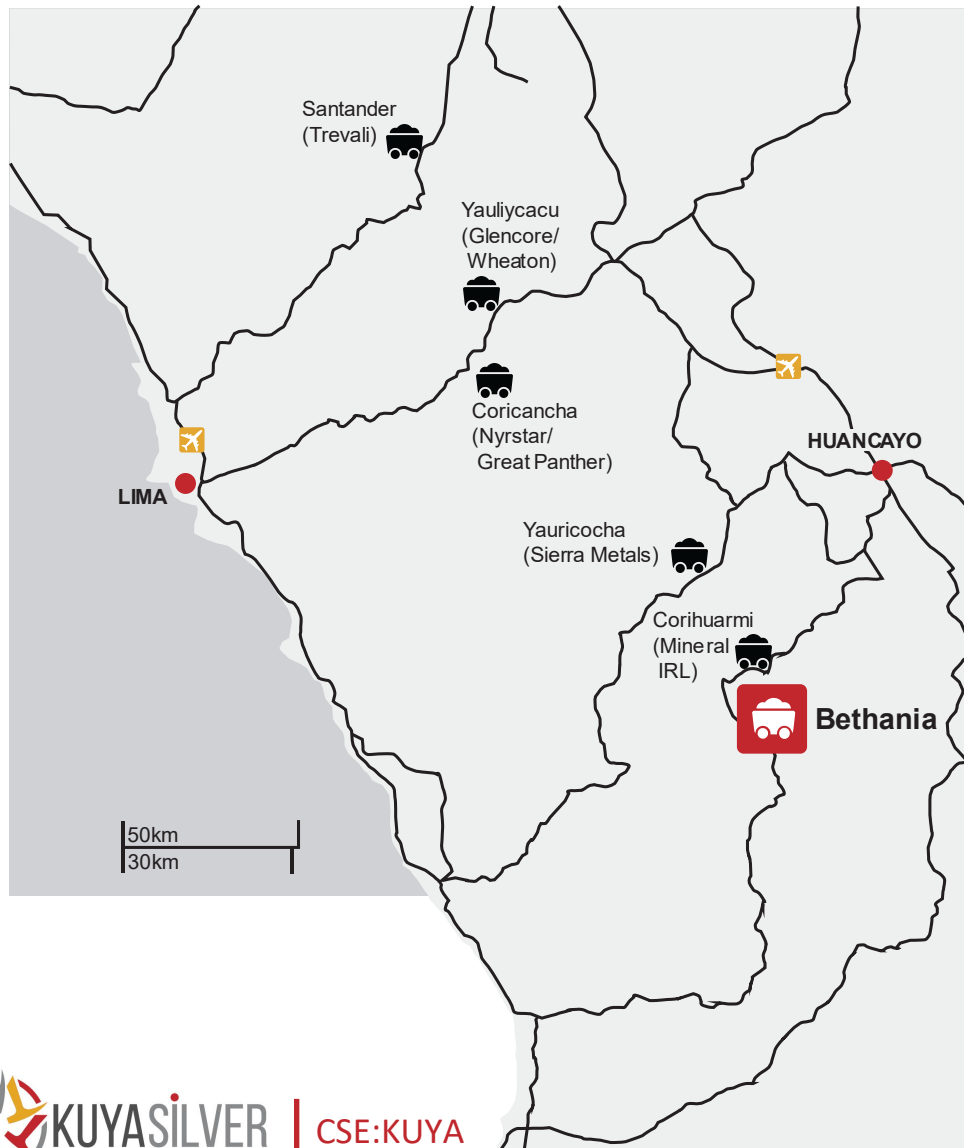 Santander
(Trevali)
Yauliycacu
(Glencore/
Wheaton)
Coricancha
(Nyrstar/
Great Panther)
HUANCAYO
LIMA
Yauricocha
(Sierra Metals)
Corihuarmi
(Mineral
IRL)
Bethania
50km
30km
KUYASILVER
CSE:KUYA